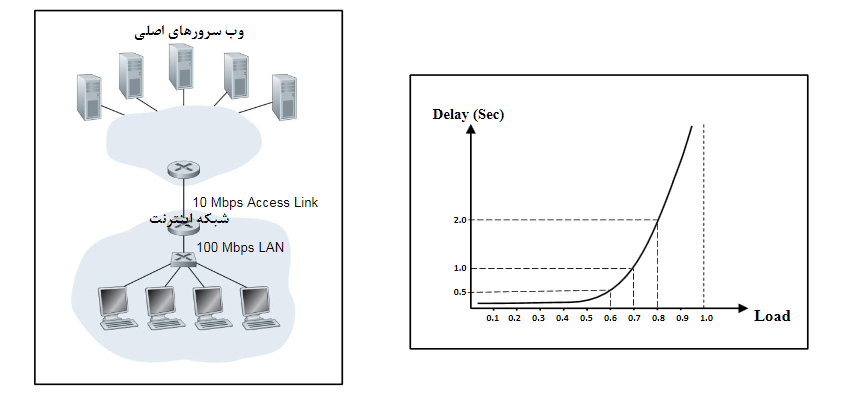 وب سرورهای اصلی
10 Mbps Access Link
شبکه اینترنت
100 Mbps LAN
Delay (Sec)
2.0
1.0
0.5
0.1 0.2 0.3 0.4 0.5 0.6 0.7 0.8 0.9 1.0
Load